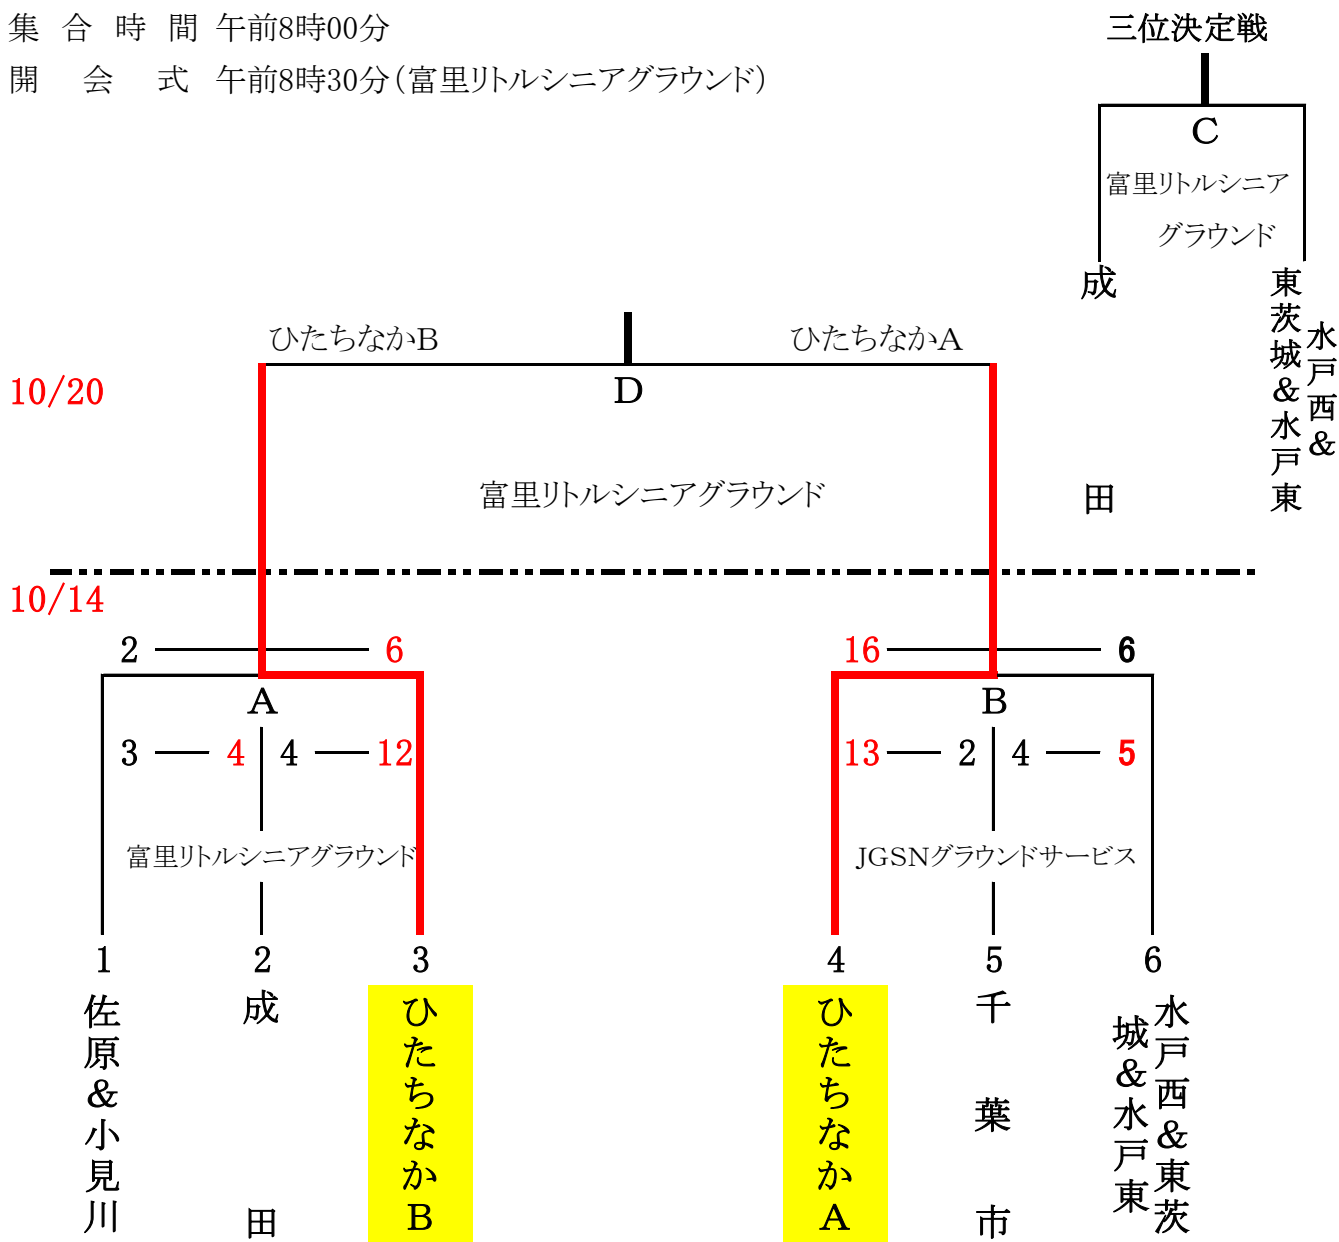 集合時間 午前8時00分
開会式 午前8時30分(富里リトルシニアグラウンド)
三位決定戦
C
富里リトルシニア
グラウンド
成田
水戸西&
東茨城&水戸東
ひたちなかB
ひたちなかA
D
10/20
富里リトルシニアグラウンド
10/14
2 6
16 6
A
B
3 4 4 12
13 2 4 5
富里リトルシニアグラウンド
JGSNグラウンドサービス
1 2 3 4 5 6
佐原&小見川
成田
ひたちなかB
ひたちなかA
千葉市
水戸西&東茨
城&水戸東